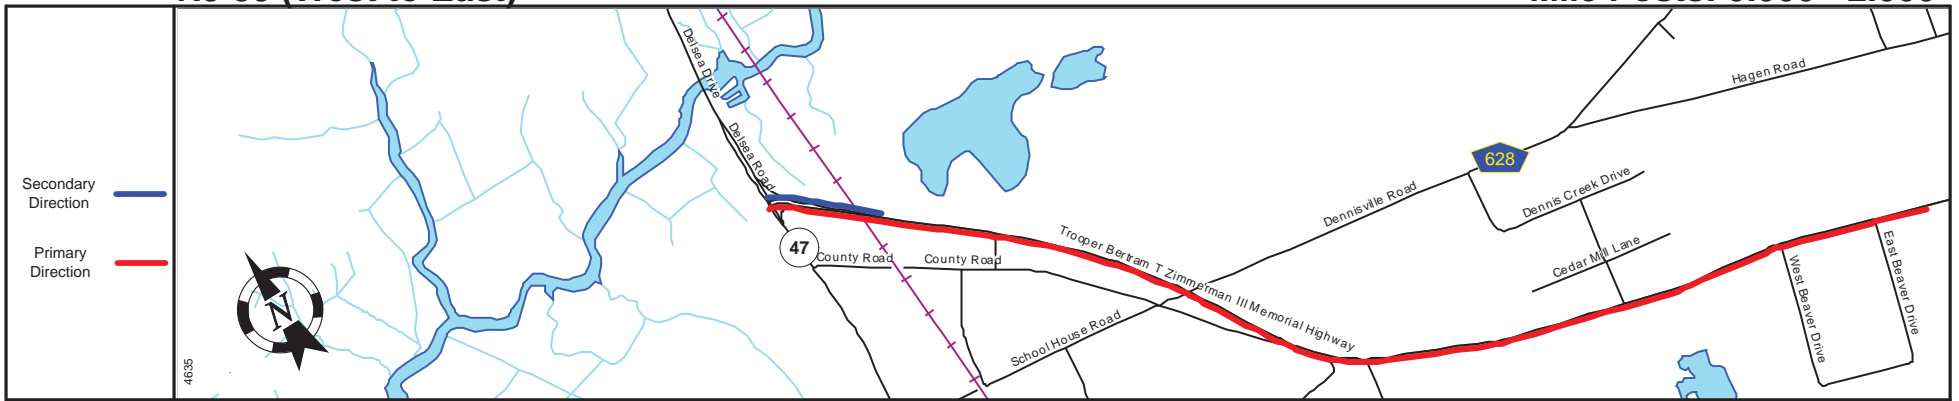 Secondary
Direction
Primary
Direction
4635
N
Delsea Drive
Delsea Road
47
County Road
County Road
School House Road
Trooper Bertram T Zimmerman III Memorial Highway
Dennisville Road
628
Hagen Road
Dennis Creek Drive
Cedar Mill Lane
West Beaver Drive
East Beaver Drive